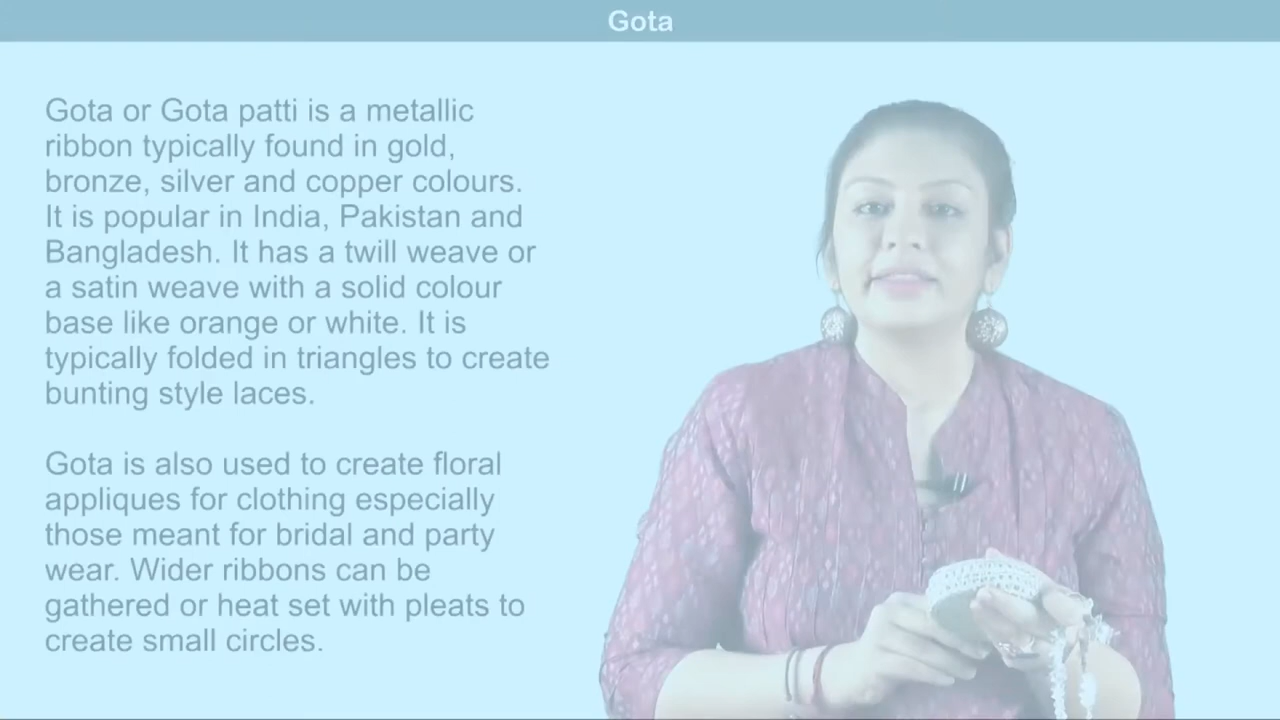 Gota
Gota or Gota patti is a metallic
ribbon typically found in gold,
bronze, silver and copper colours.
It is popular in India, Pakistan and
Bangladesh. It has a twill weave or
a satin weave with a solid colour
base like orange or white. It is
typically folded in triangles to create
bunting style laces.
Gota is also used to create floral
appliques for clothing especially
those meant for bridal and party
wear. Wider ribbons can be
gathered or heat set with pleats to
create small circles.